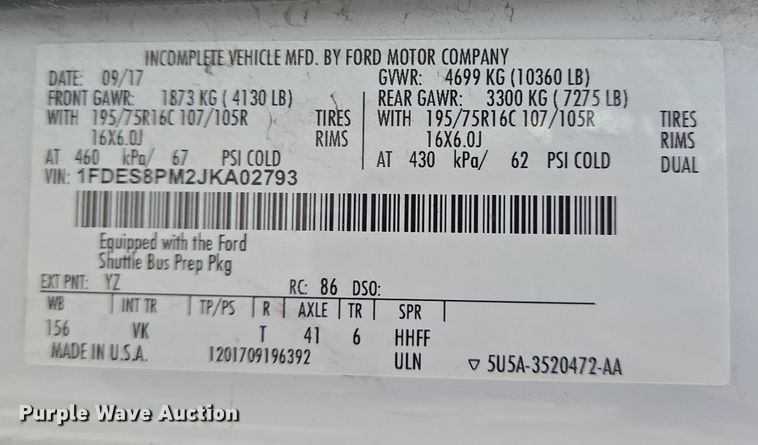 INCOMPLETE VEHICLE MFD. BY FORD MOTOR COMPANY
DATE: 09/17 GVWR: 4699 KG (10360 LB)
FRONT GAWR: 1873 KG ( 4130 LB) REAR GAWR: 3300 KG ( 7275 LB)
WITH 195/75R16C 107/105R TIRES WITH 195/75R16C 107/105R TIRES
16X6.0J RIMS 16X6.0J RIMS
AT 460 kPa/ 67 PSI COLD AT 430 kPa/ 62 PSI COLD DUAL
VIN: 1FDES8PM2JKA02793
Equipped with the Ford
Shuttle Bus Prep Pkg
EXT PNT: YZ RC: 86 DSO:
WB INT TR TP/PS R AXLE TR SPR
156 VK T 41 6 HHFF
MADE IN U.S.A. 1201709196392 ULN ▽ 5U5A-3520472-AA
Purple Wave Auction